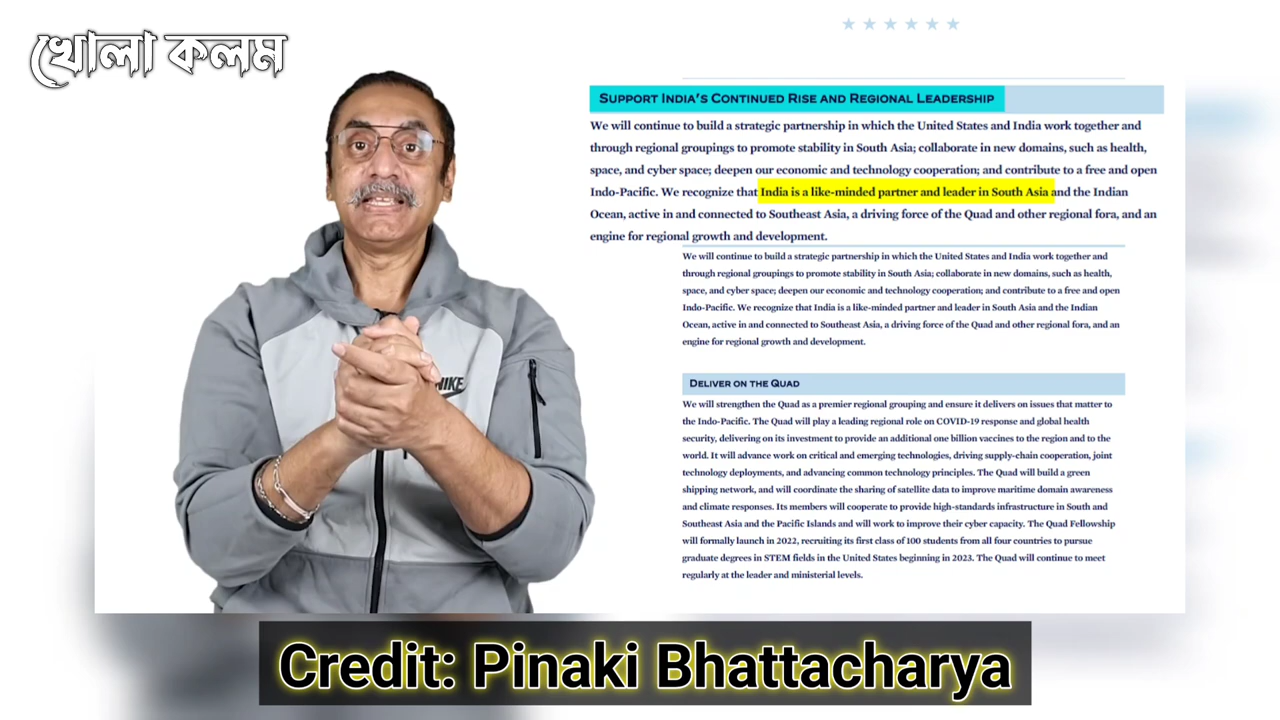 খোলা কলম
SUPPORT INDIA'S CONTINUED RISE AND REGIONAL LEADERSHIP
We will continue to build a strategic partnership in which the United States and India work together and
through regional groupings to promote stability in South Asia; collaborate in new domains, such as health,
space, and cyber space; deepen our economic and technology cooperation; and contribute to a free and open
Indo-Pacific. We recognize that India is a like-minded partner and leader in South Asia and the Indian
Ocean, active in and connected to Southeast Asia, a driving force of the Quad and other regional fora, and an
engine for regional growth and development.
We will continue to build a strategic partnership in which the United States and India work together and
through regional groupings to promote stability in South Asia; collaborate in new domains, such as health,
space, and cyber space; deepen our economic and technology cooperation; and contribute to a free and open
Indo-Pacific. We recognize that India is a like-minded partner and leader in South Asia and the Indian
Ocean, active in and connected to Southeast Asia, a driving force of the Quad and other regional fora, and an
engine for regional growth and development.
DELIVER ON THE QUAD
We will strengthen the Quad as a premier regional grouping and ensure it delivers on issues that matter to
the Indo-Pacific. The Quad will play a leading regional role on COVID-19 response and global health
security, delivering on its investment to provide an additional one billion vaccines to the region and to the
world. It will advance work on critical and emerging technologies, driving supply-chain cooperation, joint
technology deployments, and advancing common technology principles. The Quad will build a green
shipping network, and will coordinate the sharing of satellite data to improve maritime domain awareness
and climate responses. Its members will cooperate to provide high-standards infrastructure in South and
Southeast Asia and the Pacific Islands and will work to improve their cyber capacity. The Quad Fellowship
will formally launch in 2022, recruiting its first class of 100 students from all four countries to pursue
graduate degrees in STEM fields in the United States beginning in 2023. The Quad will continue to meet
regularly at the leader and ministerial levels.
NIKE
Credit: Pinaki Bhattacharya